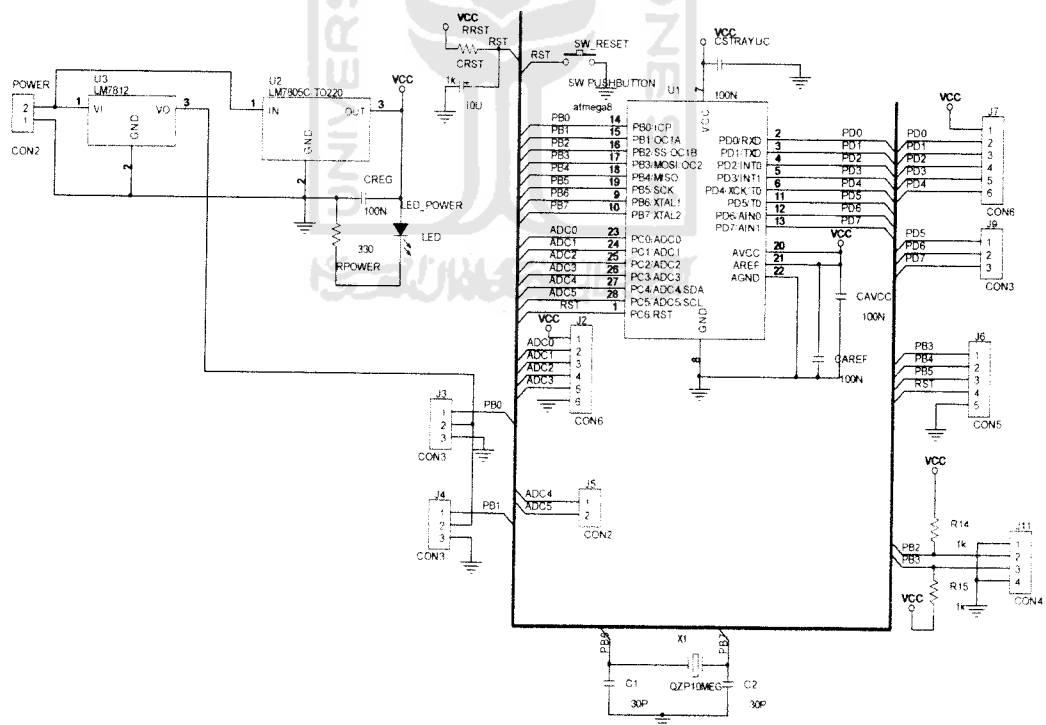 VCC
RRST
RST
CRST
1k
10U
SW_RESET
RST
SW PUSHBUTTON
VCC
CSTRAYUC
100N
U1
atmega8
7
VCC
POWER
2
1
CON2
U3
LM7812
1
VI
VO
3
GND
2
U2
LM7805C-TO220
1
IN
OUT
3
VCC
GND
2
CREG
100N
LED_POWER
LED
330
RPOWER
PB0 14 PB0:ICP
PB1 15 PB1:OC1A
PB2 16 PB2:SS:OC1B
PB3 17 PB3:MOSI:OC2
PB4 18 PB4:MISO
PB5 19 PB5:SCK
PB6 9 PB6:XTAL1
PB7 10 PB7:XTAL2
ADC0 23 PC0:ADC0
ADC1 24 PC1:ADC1
ADC2 25 PC2:ADC2
ADC3 26 PC3:ADC3
ADC4 27 PC4:ADC4:SDA
ADC5 28 PC5:ADC5:SCL
RST 1 PC6:RST
PD0/RXD 2 PD0
PD1/TXD 3 PD1
PD2/INT0 4 PD2
PD3/INT1 5 PD3
PD4-XCK/T0 6 PD4
PD5/T0 11 PD5
PD6/AIN0 12 PD6
PD7/AIN1 13 PD7
AVCC 20
AREF 21
AGND 22
GND
8
VCC
CAVCC
100N
CAREF
100N
VCC
J7
PD0 1
PD1 2
PD2 3
PD3 4
PD4 5
6
CON6
J9
PD5 1
PD6 2
PD7 3
CON3
VCC
J2
1
ADC0 2
ADC1 3
ADC2 4
ADC3 5
6
CON6
J6
PB3 1
PB4 2
PB5 3
RST 4
5
CON5
J3
1 PB0
2
3
CON3
J4
1 PB1
2
3
CON3
J5
ADC4 1
ADC5 2
CON2
VCC
R14
1k
PB2
PB3
J11
1
2
3
4
CON4
R15
1k
VCC
PB6
PB7
X1
QZP10MEG
C1
30P
C2
30P
UNIVERS